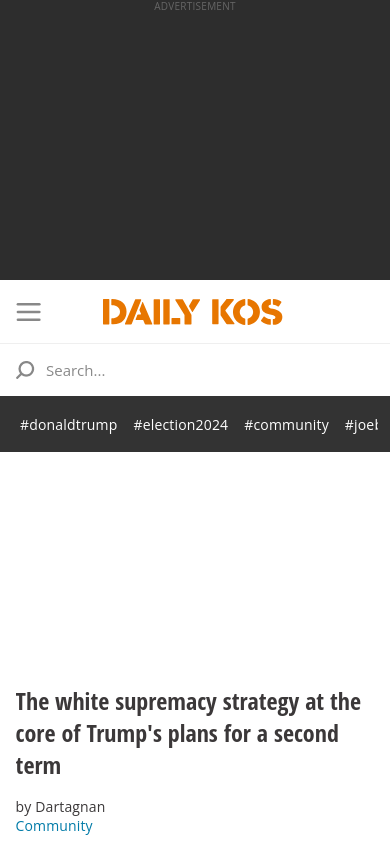 ADVERTISEMENT
DAILY KOS
Search...
#donaldtrump #election2024 #community
The white supremacy strategy at the
core of Trump's plans for a second
term
by Dartagnan
Community